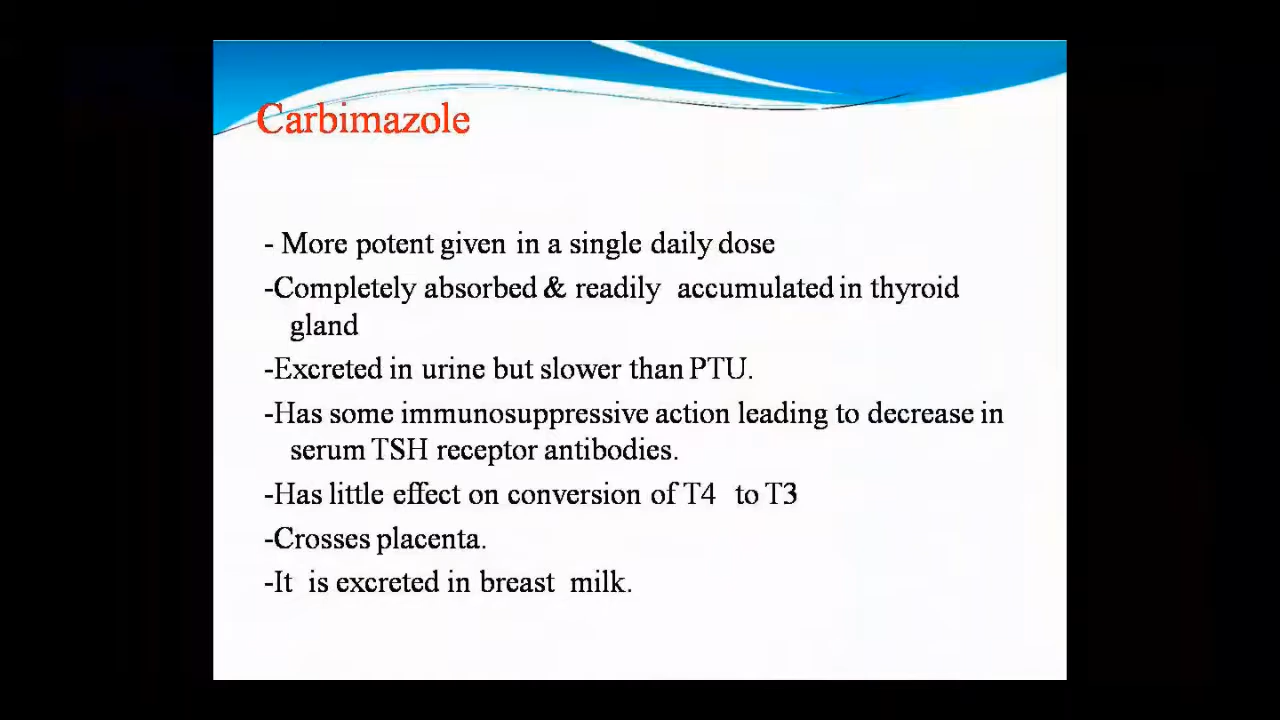 Carbimazole
- More potent given in a single daily dose
-Completely absorbed & readily accumulated in thyroid
gland
-Excreted in urine but slower than PTU.
-Has some immunosuppressive action leading to decrease in
serum TSH receptor antibodies.
-Has little effect on conversion of T4 to T3
-Crosses placenta.
-It is excreted in breast milk.